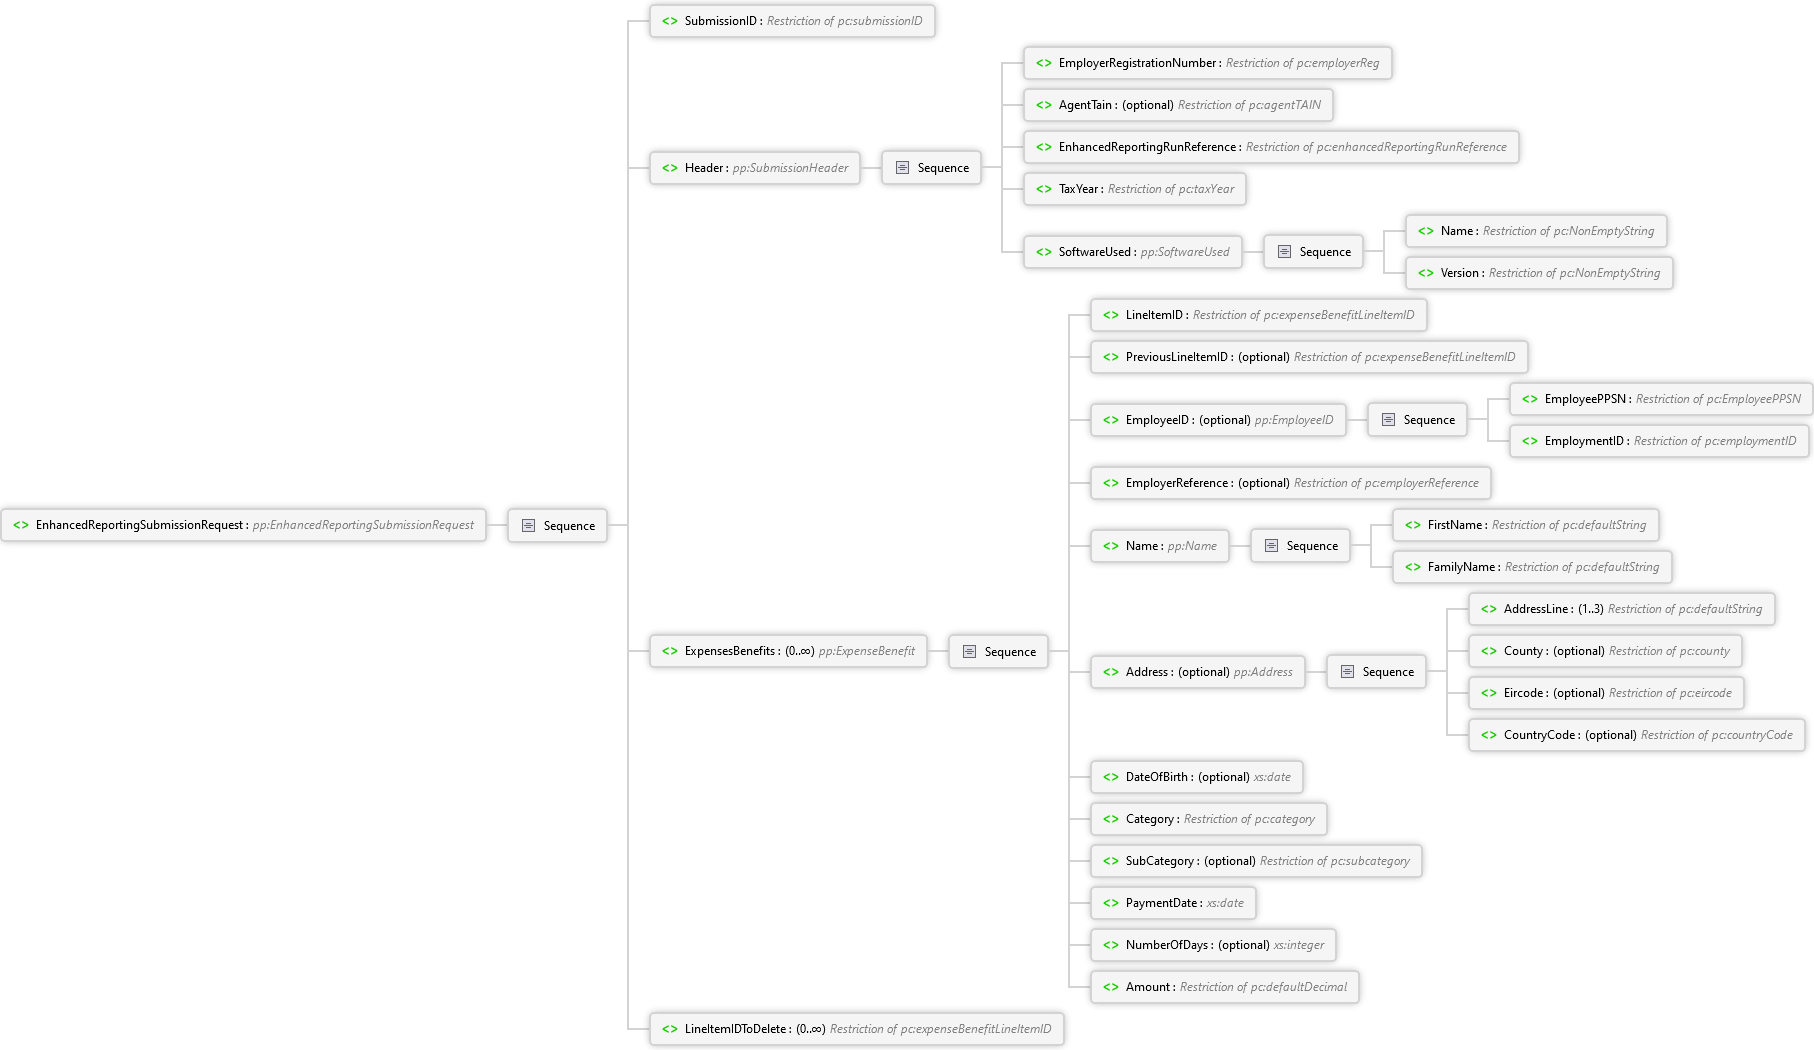 <> SubmissionID : Restriction of pc:submissionID
<> EmployerRegistrationNumber : Restriction of pc:employerReg
<> AgentTain : (optional) Restriction of pc:agentTAIN
<> EnhancedReportingRunReference : Restriction of pc:enhancedReportingRunReference
<> Header : pp:SubmissionHeader
Sequence
<> TaxYear : Restriction of pc:taxYear
<> SoftwareUsed : pp:SoftwareUsed
Sequence
<> Name : Restriction of pc:NonEmptyString
<> Version : Restriction of pc:NonEmptyString
<> LineItemID : Restriction of pc:expenseBenefitLineItemID
<> PreviousLineItemID : (optional) Restriction of pc:expenseBenefitLineItemID
<> EmployeeID : (optional) pp:EmployeeID
Sequence
<> EmployeePPSN : Restriction of pc:EmployeePPSN
<> EmploymentID : Restriction of pc:employmentID
<> EmployerReference : (optional) Restriction of pc:employerReference
<> EnhancedReportingSubmissionRequest : pp:EnhancedReportingSubmissionRequest
Sequence
<> Name : pp:Name
Sequence
<> FirstName : Restriction of pc:defaultString
<> FamilyName : Restriction of pc:defaultString
<> ExpensesBenefits : (0..∞) pp:ExpenseBenefit
Sequence
<> Address : (optional) pp:Address
Sequence
<> AddressLine : (1..3) Restriction of pc:defaultString
<> County : (optional) Restriction of pc:county
<> Eircode : (optional) Restriction of pc:eircode
<> CountryCode : (optional) Restriction of pc:countryCode
<> DateOfBirth : (optional) xs:date
<> Category : Restriction of pc:category
<> SubCategory : (optional) Restriction of pc:subcategory
<> PaymentDate : xs:date
<> NumberOfDays : (optional) xs:integer
<> Amount : Restriction of pc:defaultDecimal
<> LineItemIDToDelete : (0..∞) Restriction of pc:expenseBenefitLineItemID